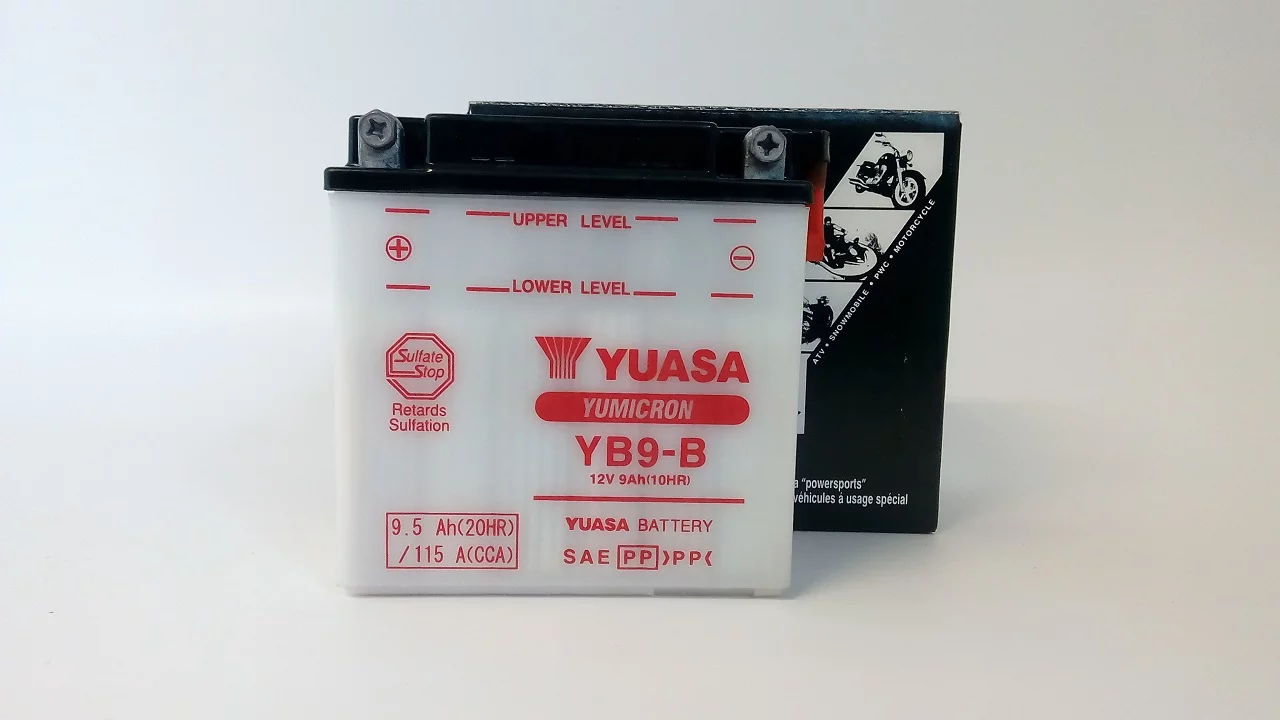 UPPER LEVEL
+
−
LOWER LEVEL
Sulfate
Stop
Retards
Sulfation
YUASA
YUMICRON
YB9-B
12V 9Ah(10HR)
9.5 Ah(20HR)
/115 A(CCA)
YUASA BATTERY
SAE PP >PP<
ATV • SNOWMOBILE • PWC • MOTORCYCLE
"powersports"
véhicules à usage spécial